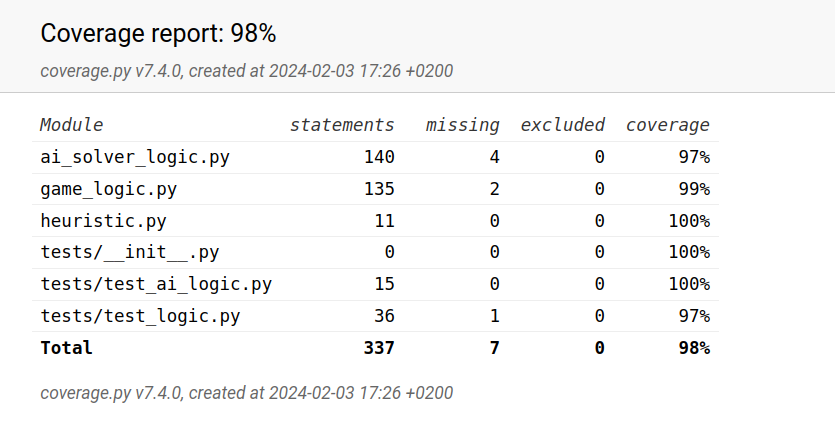 Coverage report: 98%
coverage.py v7.4.0, created at 2024-02-03 17:26 +0200
Module statements missing excluded coverage
ai_solver_logic.py 140 4 0 97%
game_logic.py 135 2 0 99%
heuristic.py 11 0 0 100%
tests/__init__.py 0 0 0 100%
tests/test_ai_logic.py 15 0 0 100%
tests/test_logic.py 36 1 0 97%
Total 337 7 0 98%
coverage.py v7.4.0, created at 2024-02-03 17:26 +0200